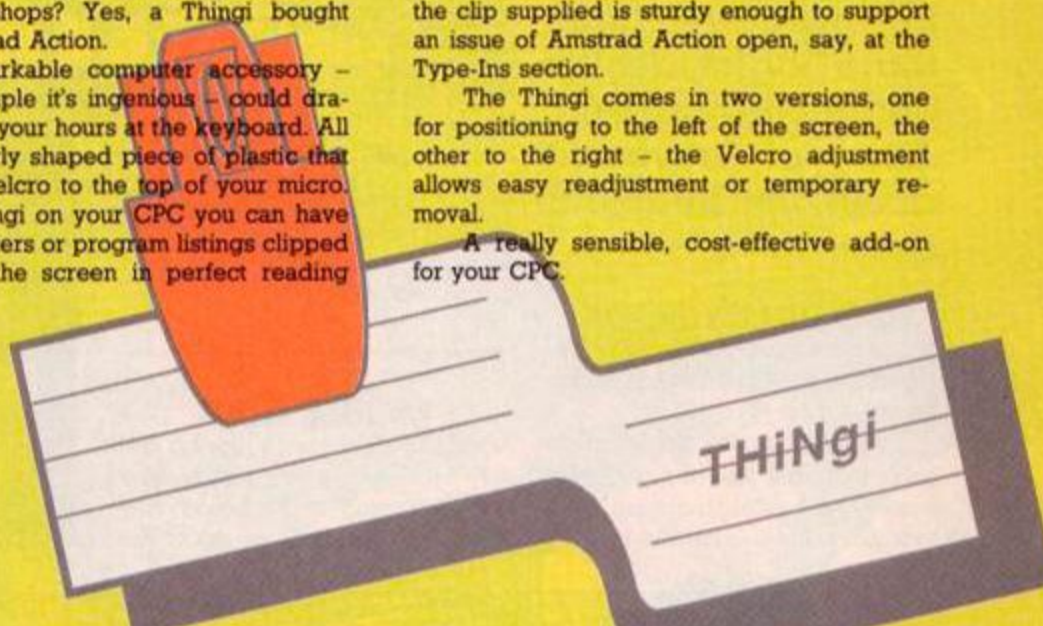 hops? Yes, a Thingi bought
ad Action.
rkable computer accessory –
ple it's ingenious – could dra-
your hours at the keyboard. All
ly shaped piece of plastic that
elcro to the top of your micro.
ngi on your CPC you can have
ers or program listings clipped
he screen in perfect reading
the clip supplied is sturdy enough to support
an issue of Amstrad Action open, say, at the
Type-Ins section.
The Thingi comes in two versions, one
for positioning to the left of the screen, the
other to the right – the Velcro adjustment
allows easy readjustment or temporary re-
moval.
A really sensible, cost-effective add-on
for your CPC.
THiNgi